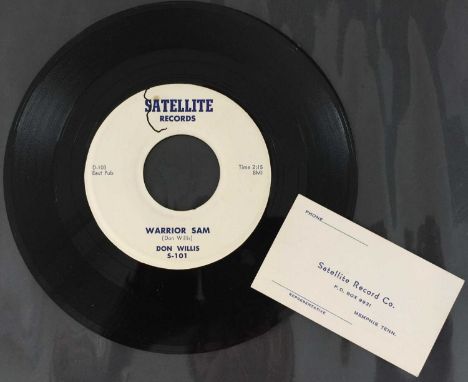 SATELLITE
RECORDS
D-101
East Pub
Time 2:15
BMI
WARRIOR SAM
(Don Willis)
DON WILLIS
S-101
PHONE
Satellite Record Co.
P.O. BOX
MEMPHIS TENN.
REPRESENTATIVE